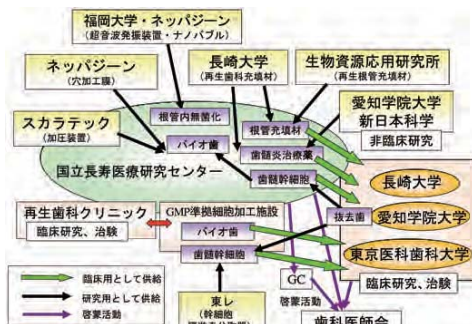 福岡大学・ネッパジーン
(超音波発振装置・ナノバブル)
ネッパジーン
(穴加工膜)
長崎大学
(再生歯科充填材)
生物資源応用研究所
(再生根管充填材)
スカラテック
(加圧装置)
愛知学院大学
新日本科学
非臨床研究
根管内無菌化
根管充填材
バイオ歯
歯髄炎治療薬
歯髄幹細胞
国立長寿医療研究センター
長崎大学
愛知学院大学
東京医科歯科大学
臨床研究、治験
抜去歯
再生歯科クリニック
臨床研究、治験
GMP準拠細胞加工施設
バイオ歯
歯髄幹細胞
GC
啓蒙活動
東レ
(幹細胞
歯科医師会
臨床用として供給
研究用として供給
啓蒙活動